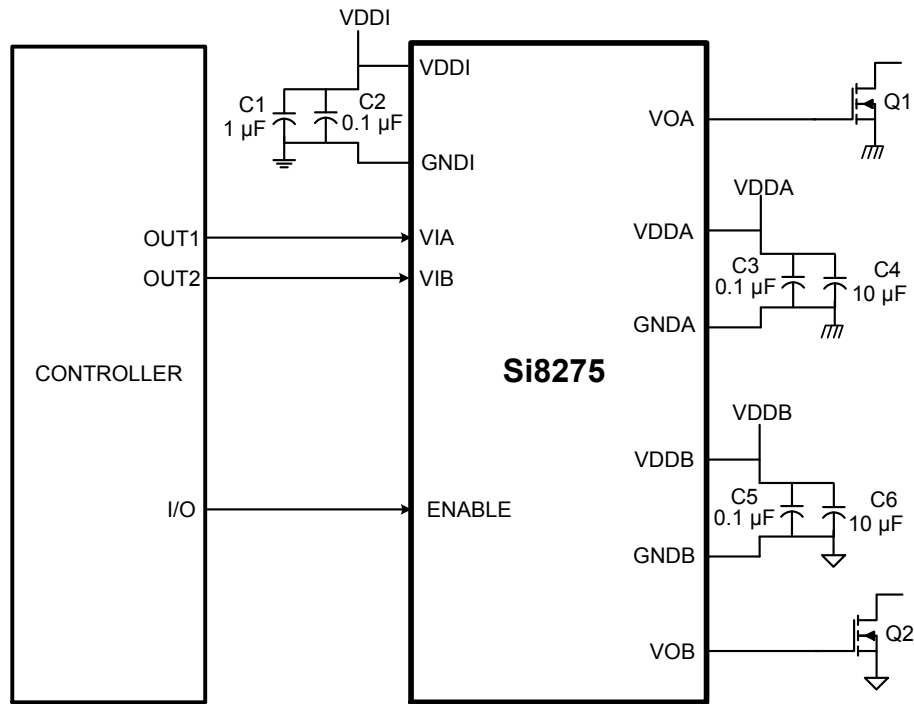 VDDI
VDDI
C1
1 µF
C2
0.1 µF
GNDI
VOA
Q1
VDDA
VDDA
C3
0.1 µF
C4
10 µF
GNDA
OUT1
VIA
OUT2
VIB
CONTROLLER
Si8275
VDDB
VDDB
C5
0.1 µF
C6
10 µF
I/O
ENABLE
GNDB
VOB
Q2